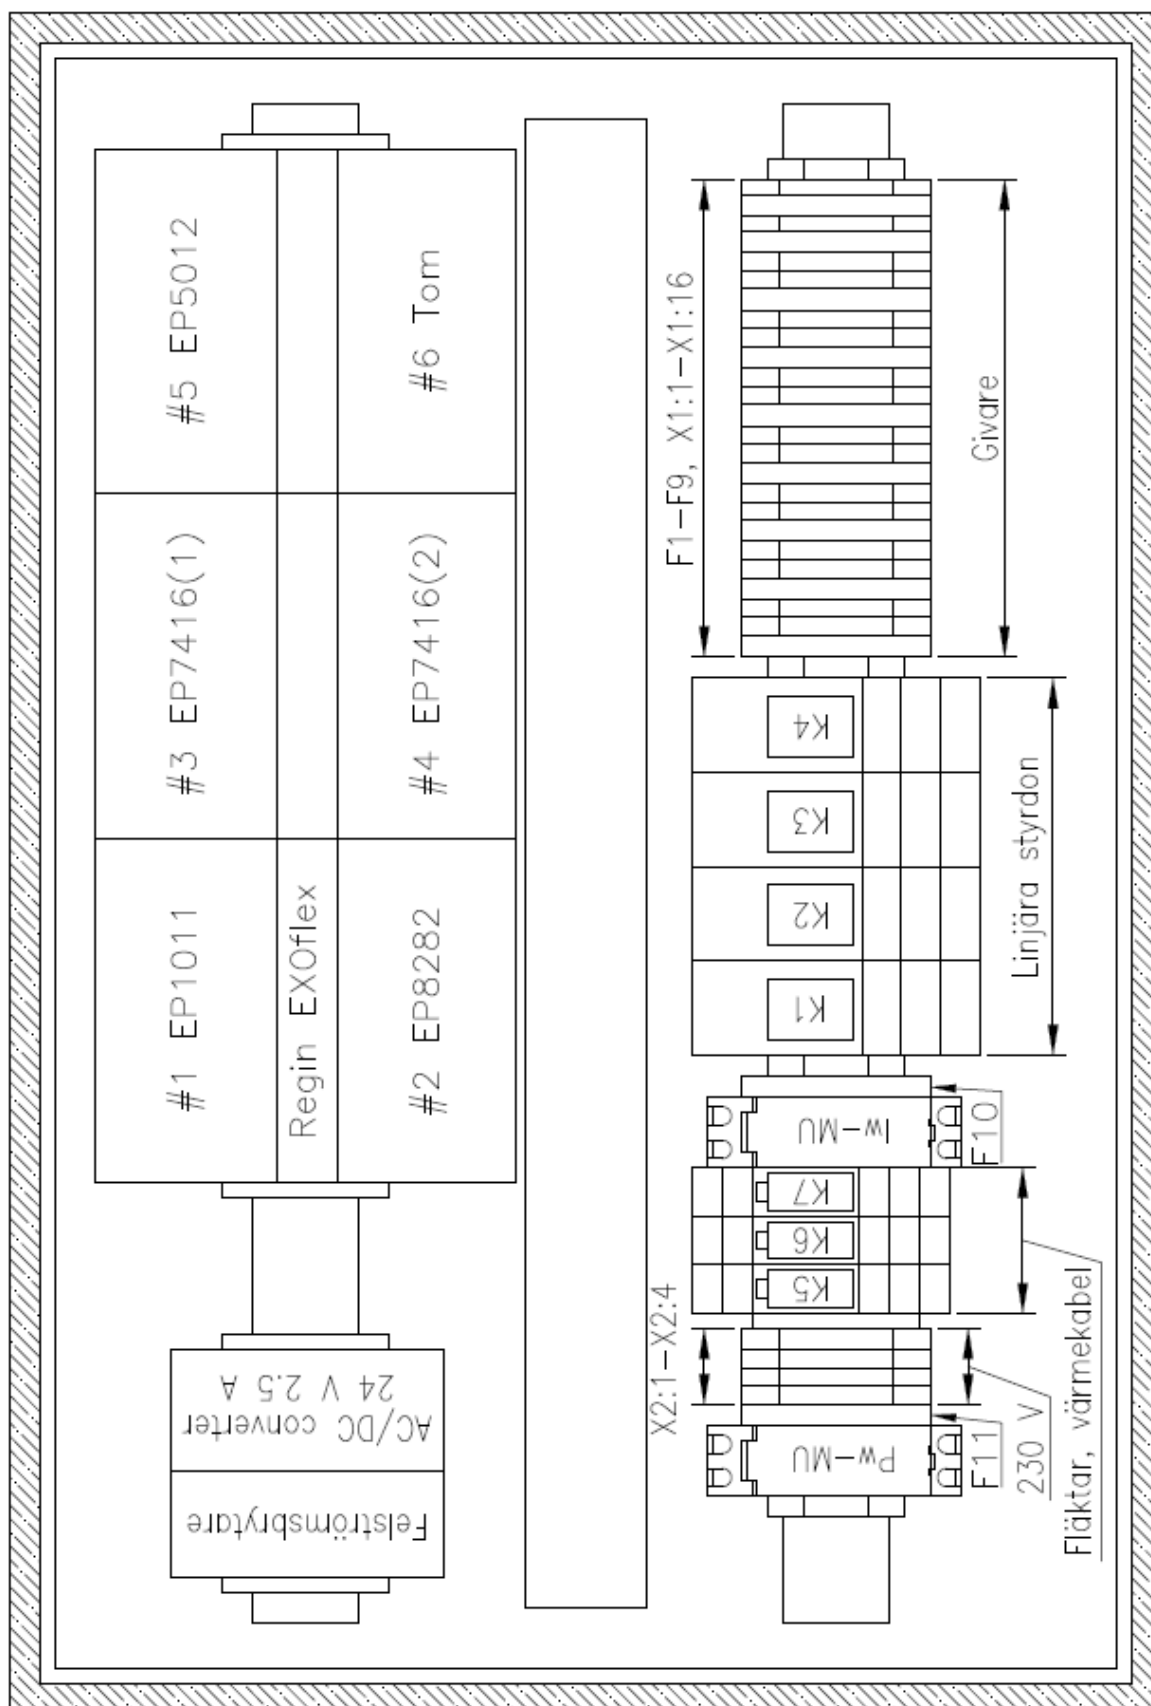 #1 EP1011
#3 EP7416(1)
#5 EP5012
Regin EXOflex
#2 EP8282
#4 EP7416(2)
#6 Tom
Felströmsbrytare
AC/DC converter
24 V 2.5 A
X2:1-X2:4
F1-F9, X1:1-X1:16
Pw-MU
K5
K6
K7
Iw-MU
K1
K2
K3
K4
F11
230 V
Fläktar, värmekabel
F10
Linjära styrdon
Givare